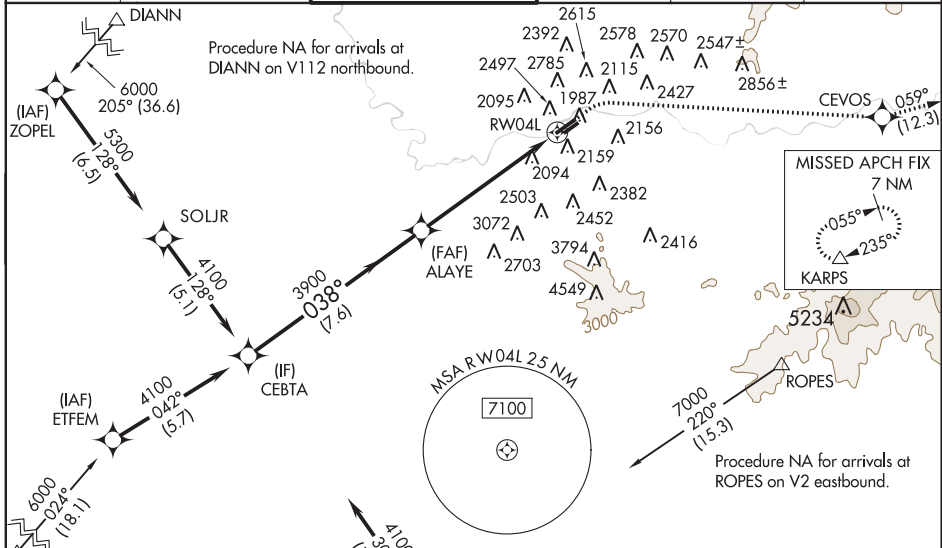 DIANN
Procedure NA for arrivals at
DIANN on V112 northbound.
6000
205° (36.6)
(IAF)
ZOPEL
5300
128°
(6.5)
SOLJR
4100
128°
(5.1)
(IF)
CEBTA
(IAF)
ETFEM
4100
042°
(5.7)
6000
024°
(18.1)
3900
038°
(7.6)
(FAF)
ALAYE
RW04L
2615
2392
2578
2570
2547±
2785
2115
2497
2427
2856±
2095
1987
2156
2159
2094
2382
2503
2452
3072
2416
3794
2703
4549
3000
CEVOS
059°
(12.3)
MISSED APCH FIX
7 NM
055°
235°
KARPS
5234
ROPES
7000
220°
(15.3)
Procedure NA for arrivals at
ROPES on V2 eastbound.
MSA RW04L 25 NM
7100
4100